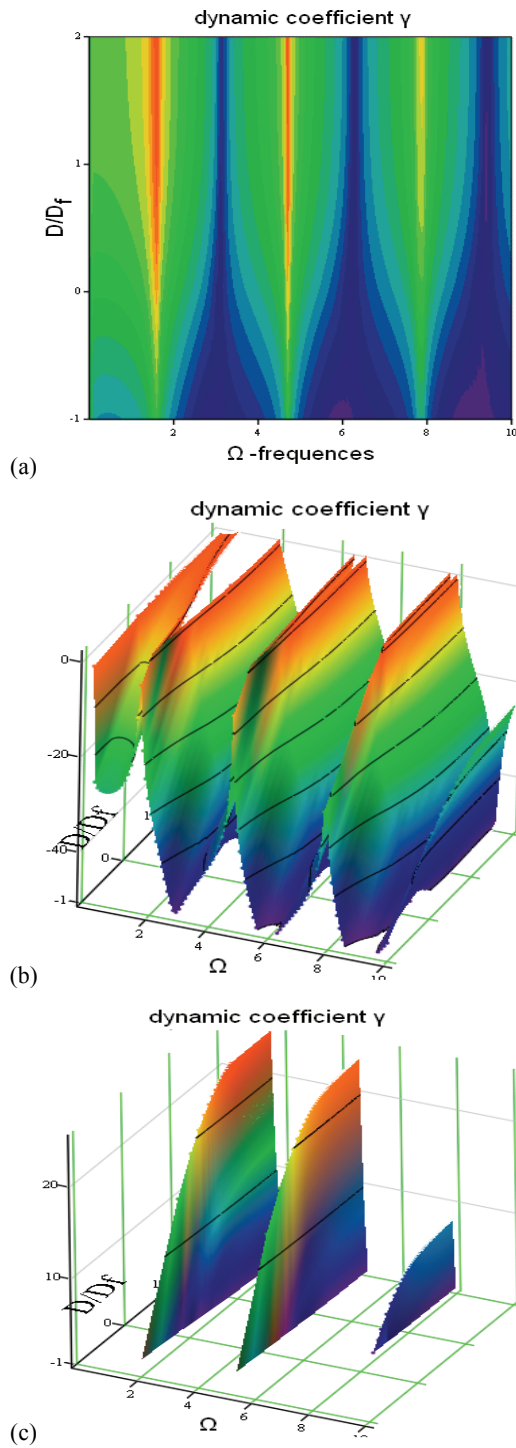 dynamic coefficient γ
2
1
0
-1
D/Df
2
4
6
8
10
Ω -frequences
(a)
dynamic coefficient γ
0
-20
-40
-1
D/Df
1
0
2
4
6
8
10
Ω
(b)
dynamic coefficient γ
20
10
-1
D/Df
1
0
2
4
6
8
10
Ω
(c)